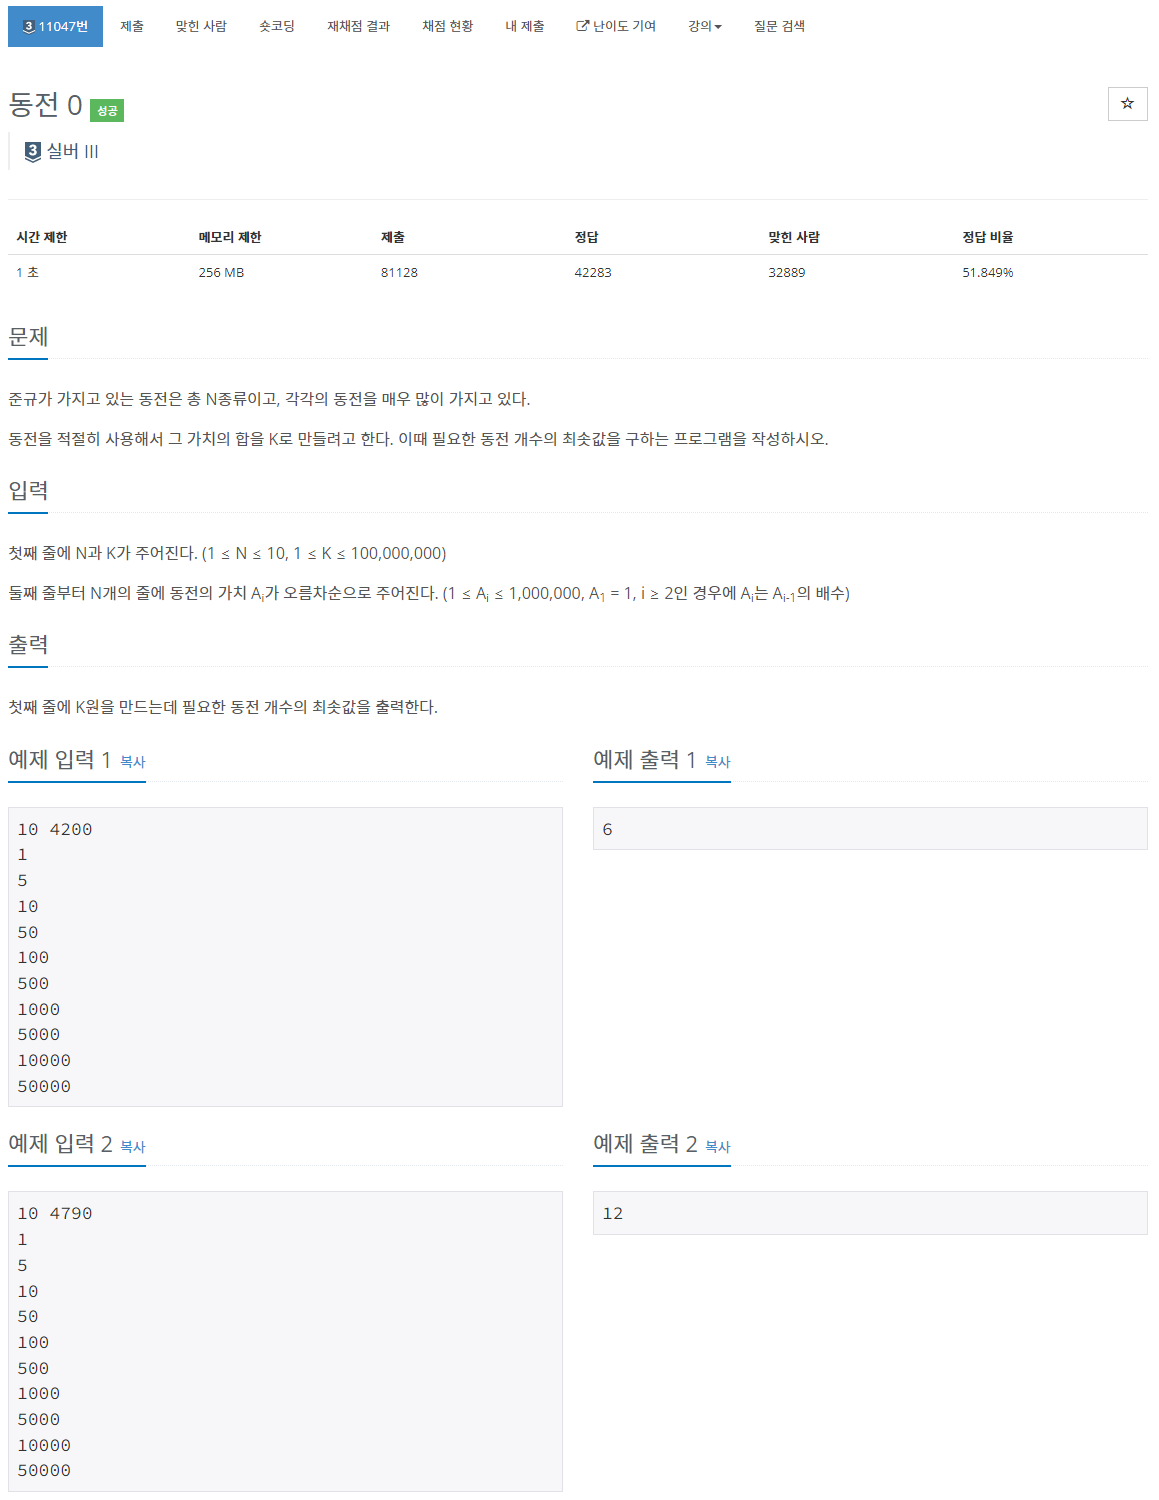 3 11047번 제출 맞힌 사람 숏코딩 재채점 결과 채점 현황 내 제출 난이도 기여 강의 질문 검색
동전 0 성공
3 실버 III
시간 제한 메모리 제한 제출 정답 맞힌 사람 정답 비율
1 초 256 MB 81128 42283 32889 51.849%
문제
준규가 가지고 있는 동전은 총 N종류이고, 각각의 동전을 매우 많이 가지고 있다.
동전을 적절히 사용해서 그 가치의 합을 K로 만들려고 한다. 이때 필요한 동전 개수의 최솟값을 구하는 프로그램을 작성하시오.
입력
첫째 줄에 N과 K가 주어진다. (1 ≤ N ≤ 10, 1 ≤ K ≤ 100,000,000)
둘째 줄부터 N개의 줄에 동전의 가치 Ai가 오름차순으로 주어진다. (1 ≤ Ai ≤ 1,000,000, A1 = 1, i ≥ 2인 경우에 Ai는 Ai-1의 배수)
출력
첫째 줄에 K원을 만드는데 필요한 동전 개수의 최솟값을 출력한다.
예제 입력 1 복사
10 4200
1
5
10
50
100
500
1000
5000
10000
50000
예제 출력 1 복사
6
예제 입력 2 복사
10 4790
1
5
10
50
100
500
1000
5000
10000
50000
예제 출력 2 복사
12